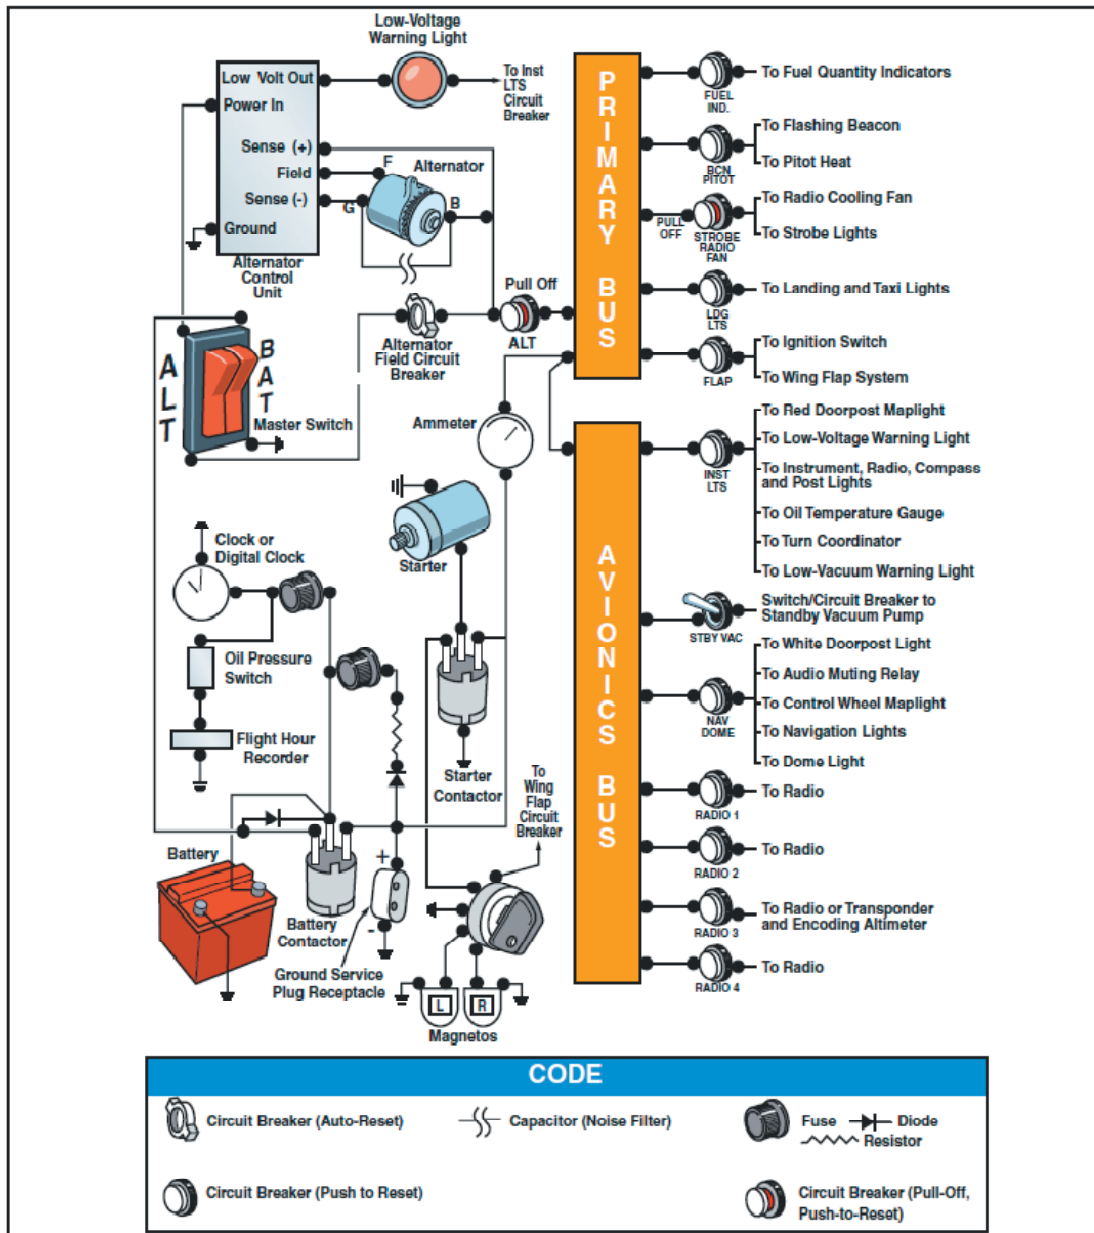 Low-Voltage
Warning Light
Low Volt Out
Power In
Sense (+)
Field
Sense (-)
Ground
Alternator
Control
Unit
To Inst
LTS
Circuit
Breaker
F
Alternator
G
B
Pull Off
ALT
Alternator
Field Circuit
Breaker
ALT
BAT
Master Switch
Ammeter
Clock or
Digital Clock
Starter
Oil Pressure
Switch
Flight Hour
Recorder
Starter
Contactor
To
Wing
Flap
Circuit
Breaker
Battery
+
-
Battery
Contactor
Ground Service
Plug Receptacle
L
R
Magnetos
PRIMARY BUS
FUEL
IND.
To Fuel Quantity Indicators
BCN
PITOT
To Flashing Beacon
To Pitot Heat
PULL
OFF
STROBE
RADIO
FAN
To Radio Cooling Fan
To Strobe Lights
LDG
LTS
To Landing and Taxi Lights
FLAP
To Ignition Switch
To Wing Flap System
AVIONICS BUS
INST
LTS
To Red Doorpost Maplight
To Low-Voltage Warning Light
To Instrument, Radio, Compass
and Post Lights
To Oil Temperature Gauge
To Turn Coordinator
To Low-Vacuum Warning Light
STBY VAC
Switch/Circuit Breaker to
Standby Vacuum Pump
NAV
DOME
To White Doorpost Light
To Audio Muting Relay
To Control Wheel Maplight
To Navigation Lights
To Dome Light
RADIO 1
To Radio
RADIO 2
To Radio
RADIO 3
To Radio or Transponder
and Encoding Altimeter
RADIO 4
To Radio
CODE
Circuit Breaker (Auto-Reset)
Capacitor (Noise Filter)
Fuse
Diode
Resistor
Circuit Breaker (Push to Reset)
Circuit Breaker (Pull-Off,
Push-to-Reset)